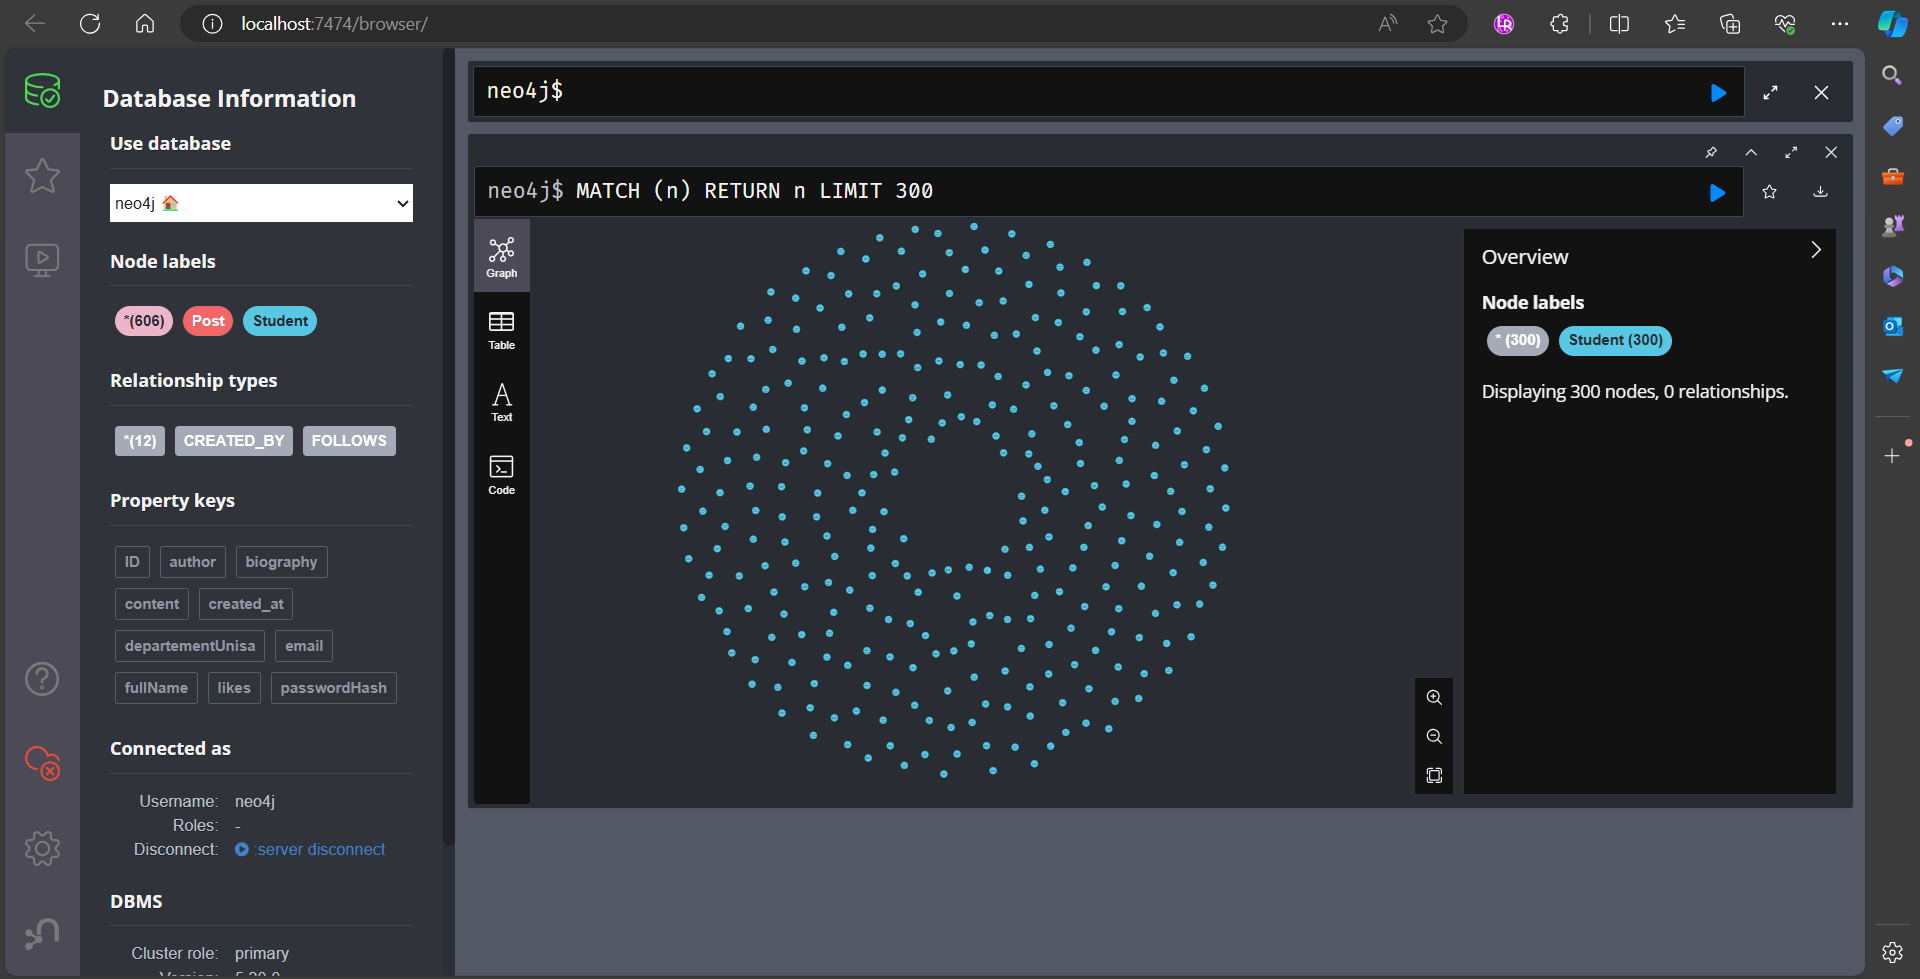 localhost:7474/browser/
Database Information
Use database
neo4j
Node labels
*(606) Post Student
Relationship types
*(12) CREATED_BY FOLLOWS
Property keys
ID author biography
content created_at
departementUnisa email
fullName likes passwordHash
Connected as
Username: neo4j
Roles: -
Disconnect: :server disconnect
DBMS
Cluster role: primary
neo4j$
neo4j$ MATCH (n) RETURN n LIMIT 300
Graph
Table
Text
Code
Overview
Node labels
* (300) Student (300)
Displaying 300 nodes, 0 relationships.